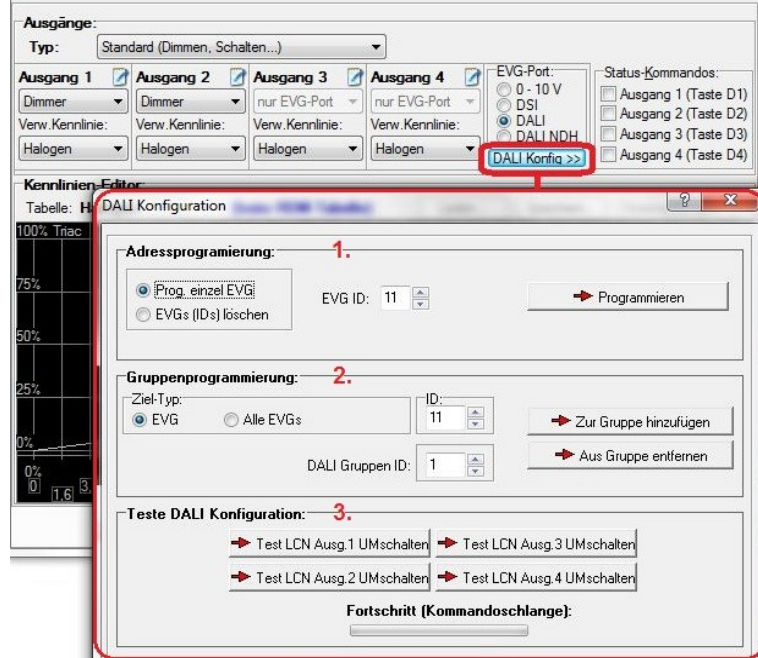 Ausgänge:
Typ: Standard (Dimmen, Schalten...)
Ausgang 1 Ausgang 2 Ausgang 3 Ausgang 4 EVG-Port: Status-Kommandos:
Dimmer Dimmer nur EVG-Port nur EVG-Port 0 - 10 V Ausgang 1 (Taste D1)
DSI Ausgang 2 (Taste D2)
Verw.Kennlinie: Verw.Kennlinie: Verw.Kennlinie: Verw.Kennlinie: DALI Ausgang 3 (Taste D3)
DALI NDH
Halogen Halogen Halogen Halogen DALI Konfig >> Ausgang 4 (Taste D4)
Kennlinien-Editor:
Tabelle:
DALI Konfiguration
100% Triac
75%
50%
25%
0%
0%
0 1,6
Adressprogramierung: 1.
Prog. einzel EVG EVG ID: 11 Programmieren
EVGs (IDs) löschen
Gruppenprogrammierung: 2.
Ziel-Typ: ID:
EVG Alle EVGs 11 Zur Gruppe hinzufügen
DALI Gruppen ID: 1 Aus Gruppe entfernen
Teste DALI Konfiguration: 3.
Test LCN Ausg.1 UMschalten Test LCN Ausg.3 UMschalten
Test LCN Ausg.2 UMschalten Test LCN Ausg.4 UMschalten
Fortschritt (Kommandoschlange):